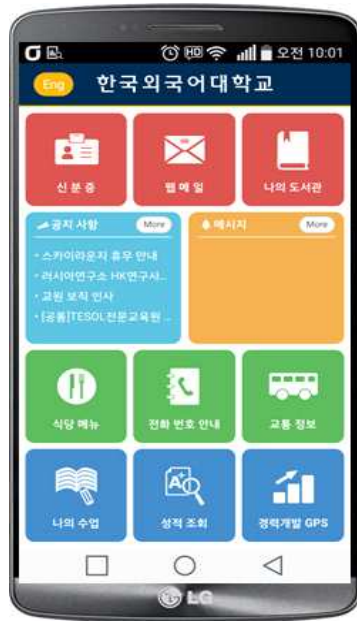 HD 오전 10:01
Eng 한국외국어대학교
신분증 웹메일 나의 도서관
공지 사항 More 메시지 More
• 스카이라운지 휴무 안내
• 러시아연구소 HK연구사...
• 교원 보직 인사
• [공통]TESOL전문교육원 ...
식당 메뉴 전화 번호 안내 교통 정보
A+
나의 수업 성적 조회 경력개발 GPS
LG